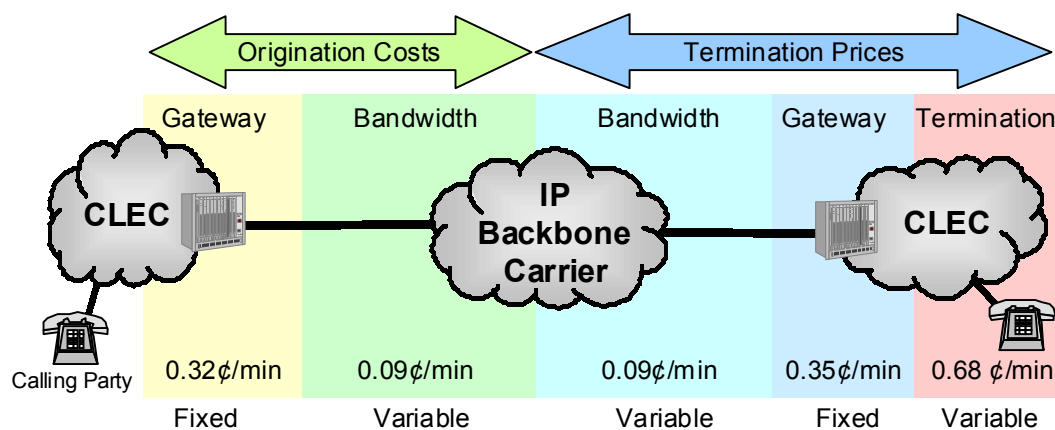 Origination Costs Termination Prices
Gateway Bandwidth Bandwidth Gateway Termination
CLEC
IP
Backbone
Carrier
CLEC
Calling Party
0.32¢/min 0.09¢/min 0.09¢/min 0.35¢/min 0.68 ¢/min
Fixed Variable Variable Fixed Variable